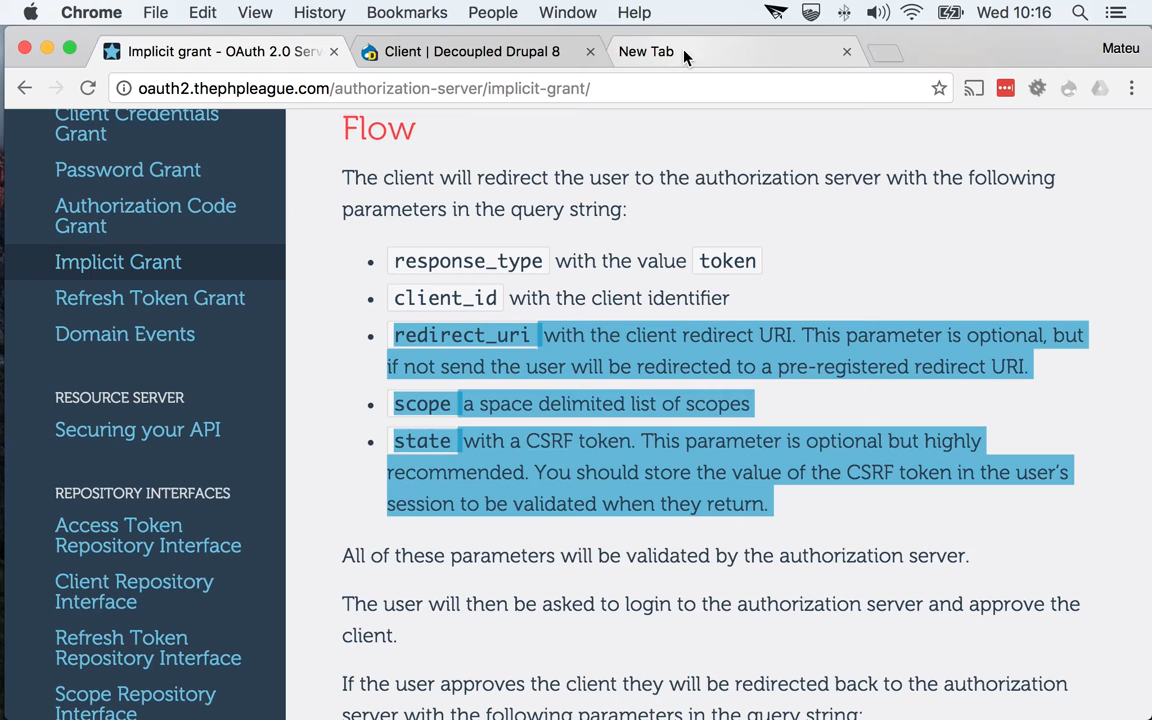 Chrome File Edit View History Bookmarks People Window Help Wed 10:16
Implicit grant - OAuth 2.0 Serv Client | Decoupled Drupal 8 New Tab Mateu
oauth2.thephpleague.com/authorization-server/implicit-grant/
Client Credentials
Grant
Password Grant
Authorization Code
Grant
Implicit Grant
Refresh Token Grant
Domain Events
RESOURCE SERVER
Securing your API
REPOSITORY INTERFACES
Access Token
Repository Interface
Client Repository
Interface
Refresh Token
Repository Interface
Scope Repository
Interface
Flow
The client will redirect the user to the authorization server with the following
parameters in the query string:
• response_type with the value token
• client_id with the client identifier
• redirect_uri with the client redirect URI. This parameter is optional, but
if not send the user will be redirected to a pre-registered redirect URI.
• scope a space delimited list of scopes
• state with a CSRF token. This parameter is optional but highly
recommended. You should store the value of the CSRF token in the user’s
session to be validated when they return.
All of these parameters will be validated by the authorization server.
The user will then be asked to login to the authorization server and approve the
client.
If the user approves the client they will be redirected back to the authorization
server with the following parameters in the query string: